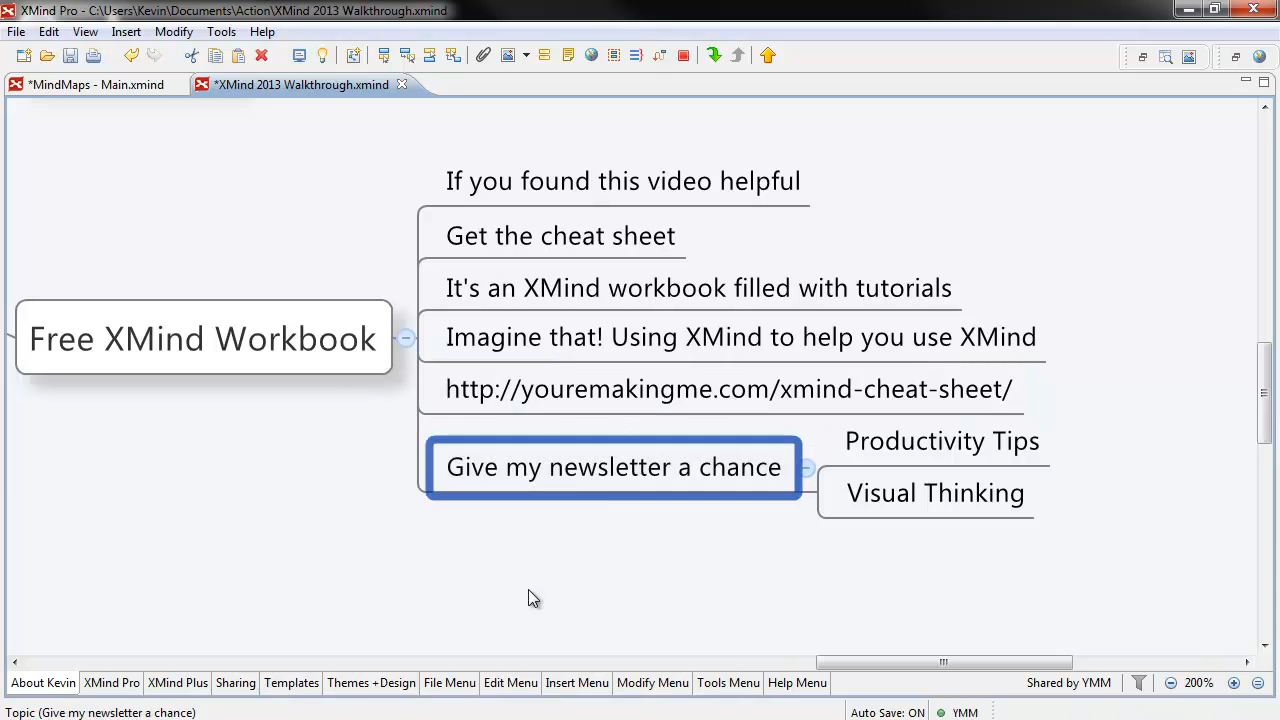 XMind Pro - C:\Users\Kevin\Documents\Action\XMind 2013 Walkthrough.xmind
File Edit View Insert Modify Tools Help
*MindMaps - Main.xmind *XMind 2013 Walkthrough.xmind
If you found this video helpful
Get the cheat sheet
It's an XMind workbook filled with tutorials
Free XMind Workbook
Imagine that! Using XMind to help you use XMind
http://youremakingme.com/xmind-cheat-sheet/
Give my newsletter a chance
Productivity Tips
Visual Thinking
About Kevin XMind Pro XMind Plus Sharing Templates Themes +Design File Menu Edit Menu Insert Menu Modify Menu Tools Menu Help Menu Shared by YMM 200%
Topic (Give my newsletter a chance) Auto Save: ON YMM